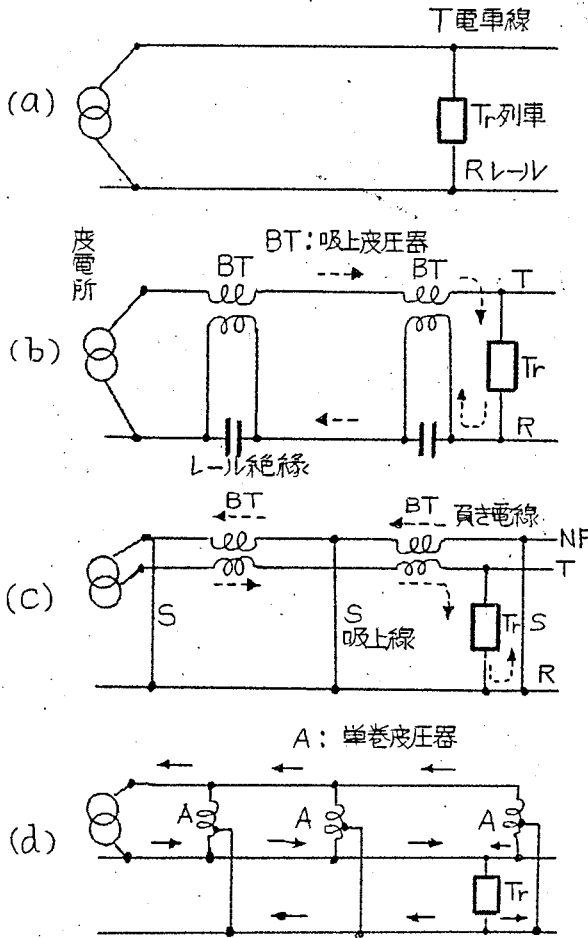 T電車線
(a)
Tr列車
Rレール
変電所
BT:吸上変圧器
BT
BT
T
(b)
Tr
R
レール絶縁
BT
BT
負き電線
NF
T
(c)
S
S
吸上線
Tr
S
R
A: 単巻変圧器
A
A
A
(d)
Tr